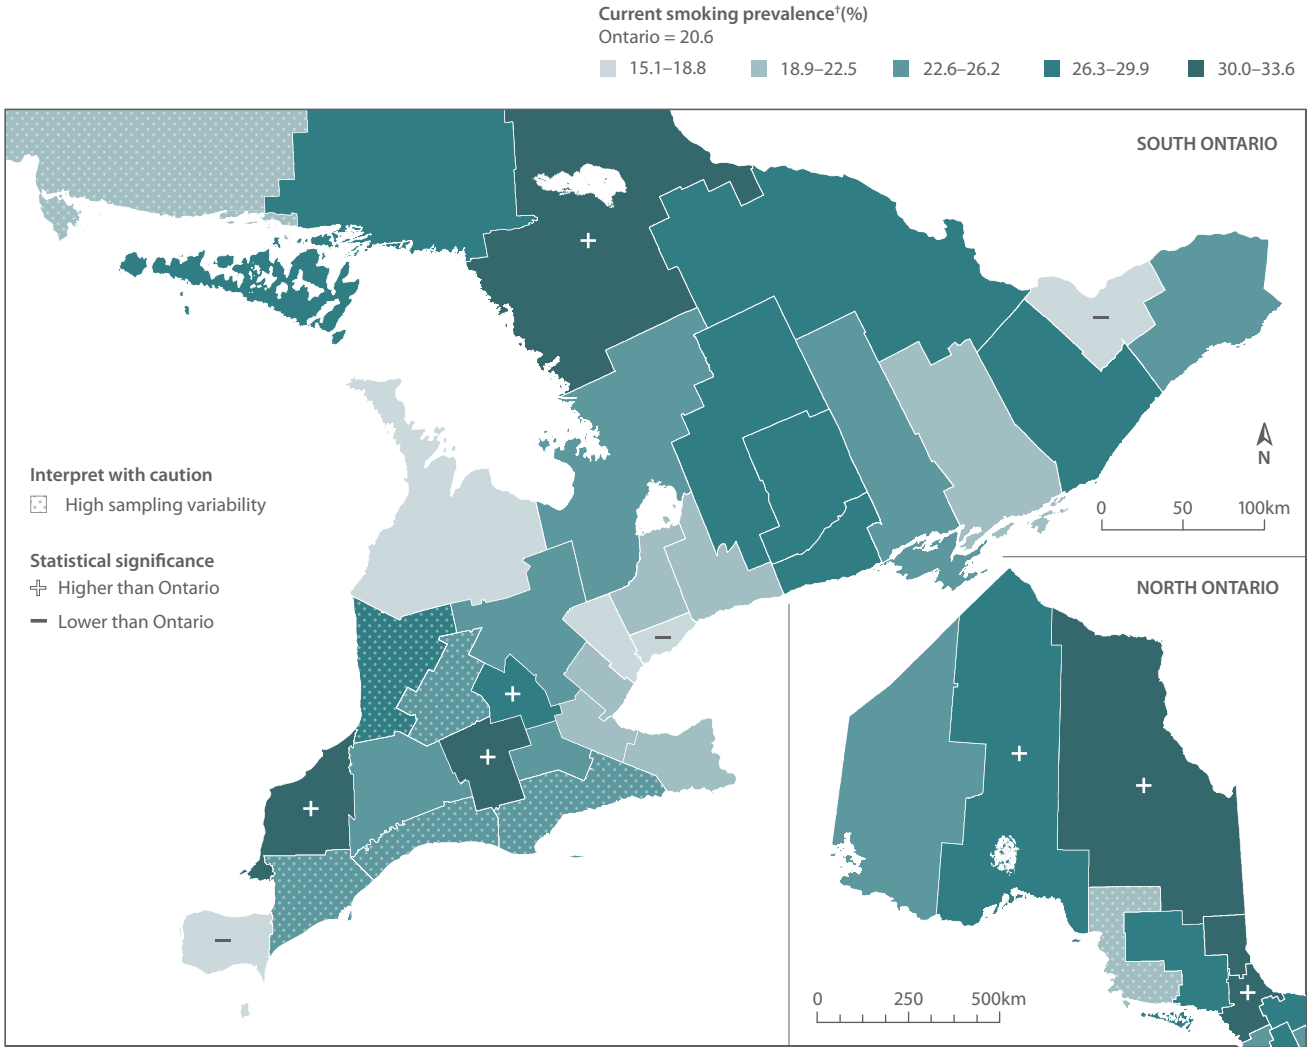 Current smoking prevalence†(%)
Ontario = 20.6
15.1–18.8 18.9–22.5 22.6–26.2 26.3–29.9 30.0–33.6
SOUTH ONTARIO
N
0 50 100km
Interpret with caution
High sampling variability
Statistical significance
Higher than Ontario
Lower than Ontario
NORTH ONTARIO
0 250 500km